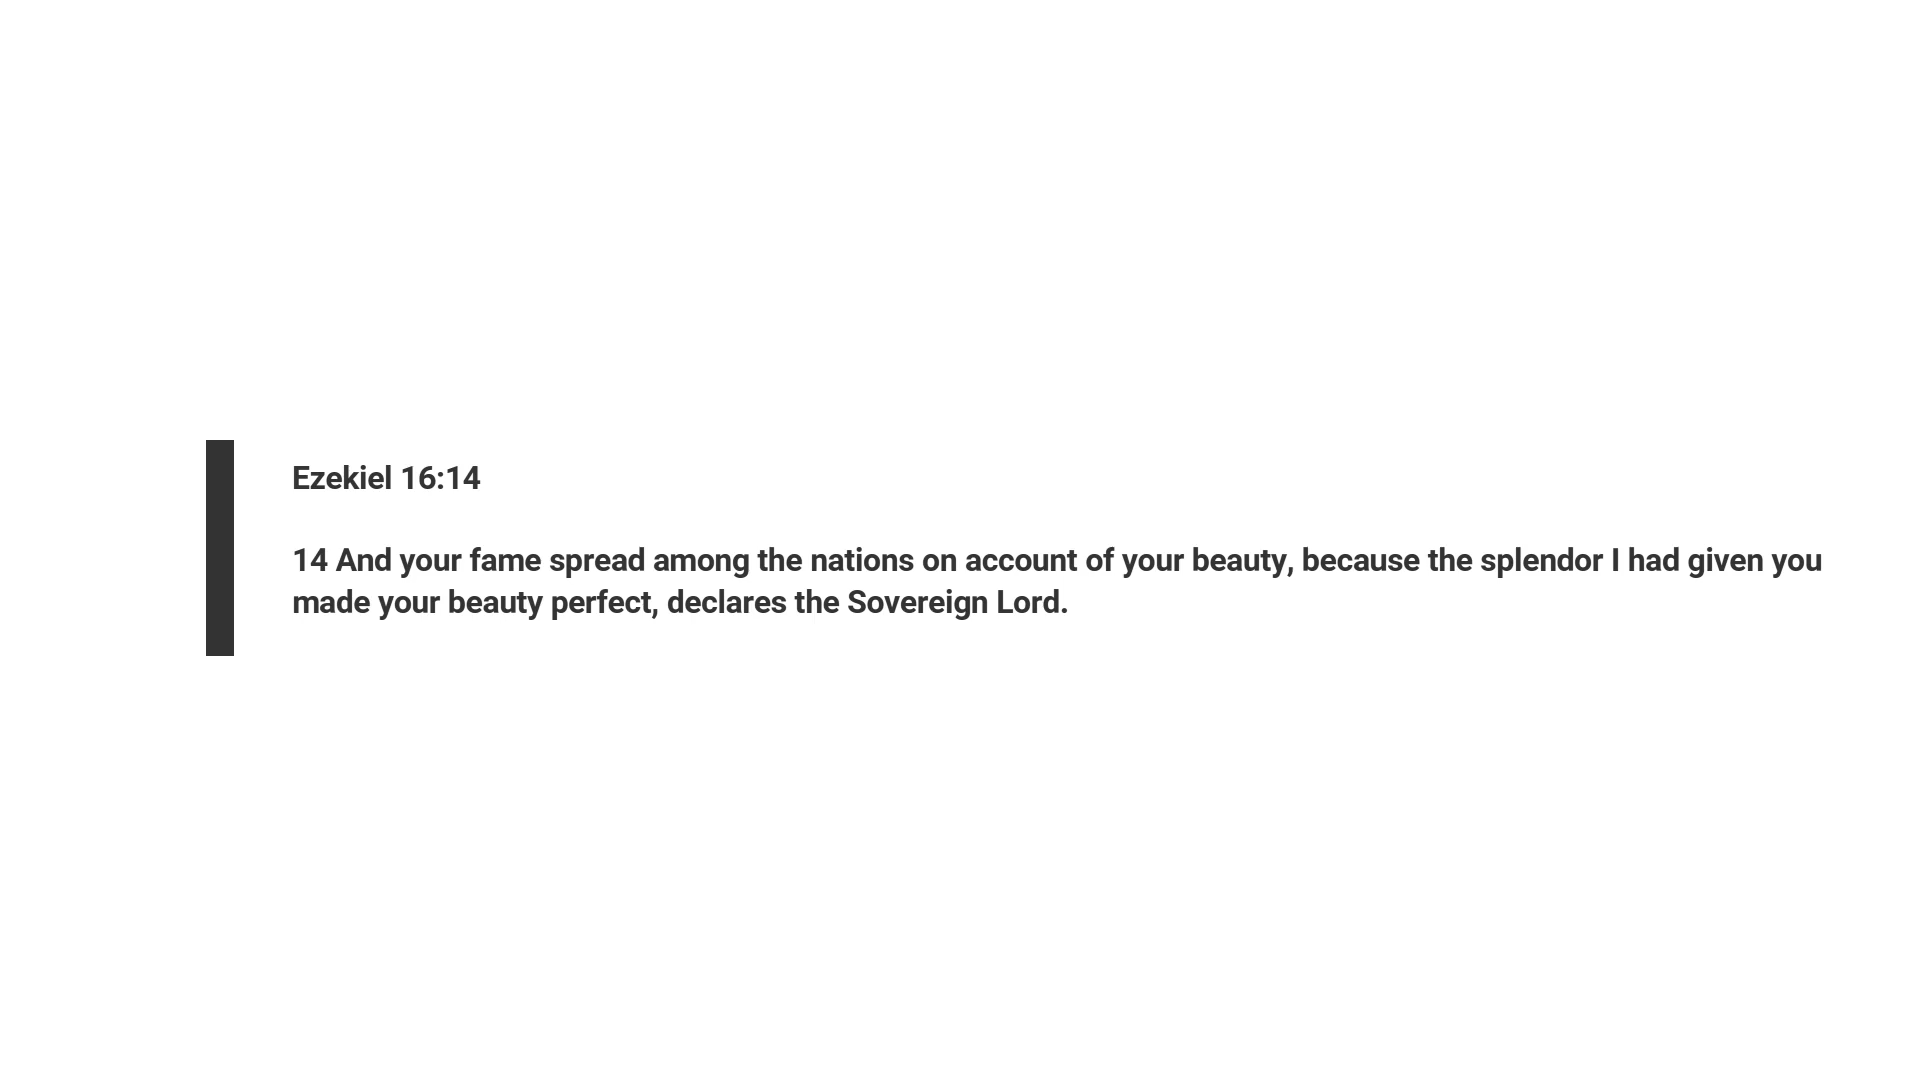 Ezekiel 16:14
14 And your fame spread among the nations on account of your beauty, because the splendor I had given you
made your beauty perfect, declares the Sovereign Lord.